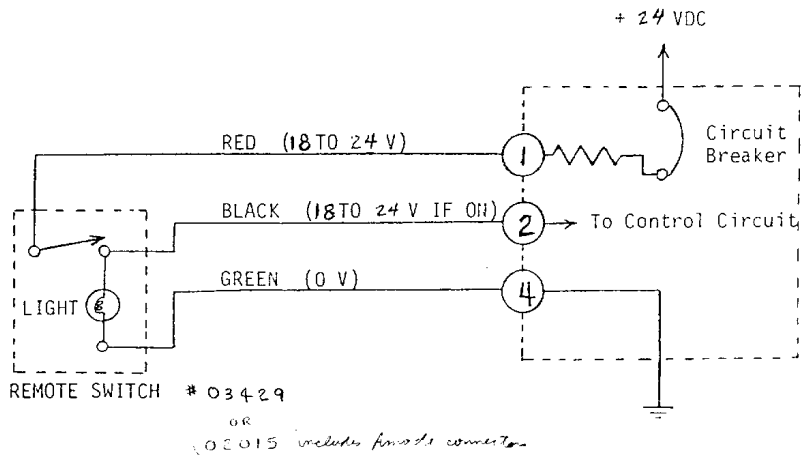 + 24 VDC
Circuit
Breaker
RED (18 TO 24 V)
1
BLACK (18 TO 24 V IF ON)
2
To Control Circuit
GREEN (0 V)
4
LIGHT
REMOTE SWITCH # 03429
OR
02015 includes